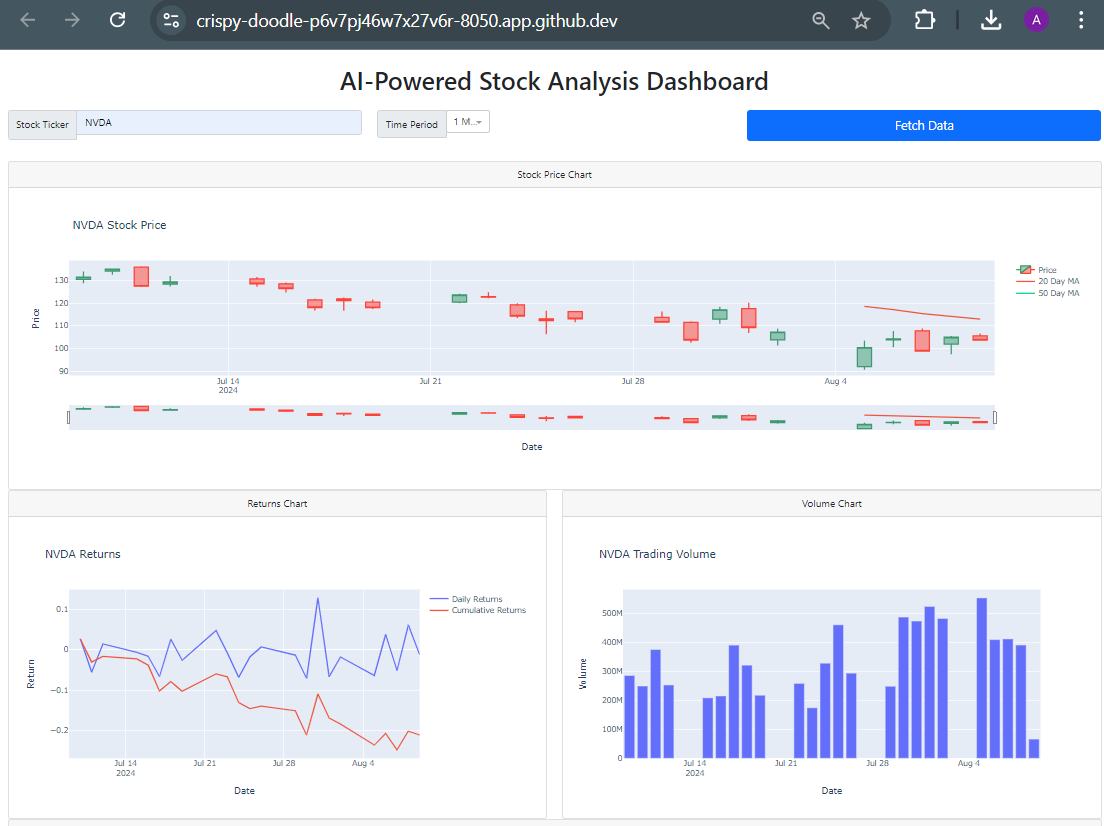 crispy-doodle-p6v7pj46w7x27v6r-8050.app.github.dev
A
AI-Powered Stock Analysis Dashboard
Stock Ticker NVDA Time Period 1 M... Fetch Data
Stock Price Chart
NVDA Stock Price
Price
130
120
110
100
90
Jul 14
2024
Jul 21
Jul 28
Aug 4
Date
Price
20 Day MA
50 Day MA
Returns Chart
NVDA Returns
Return
0.1
0
−0.1
−0.2
Jul 14
2024
Jul 21
Jul 28
Aug 4
Date
Daily Returns
Cumulative Returns
Volume Chart
NVDA Trading Volume
Volume
500M
400M
300M
200M
100M
0
Jul 14
2024
Jul 21
Jul 28
Aug 4
Date